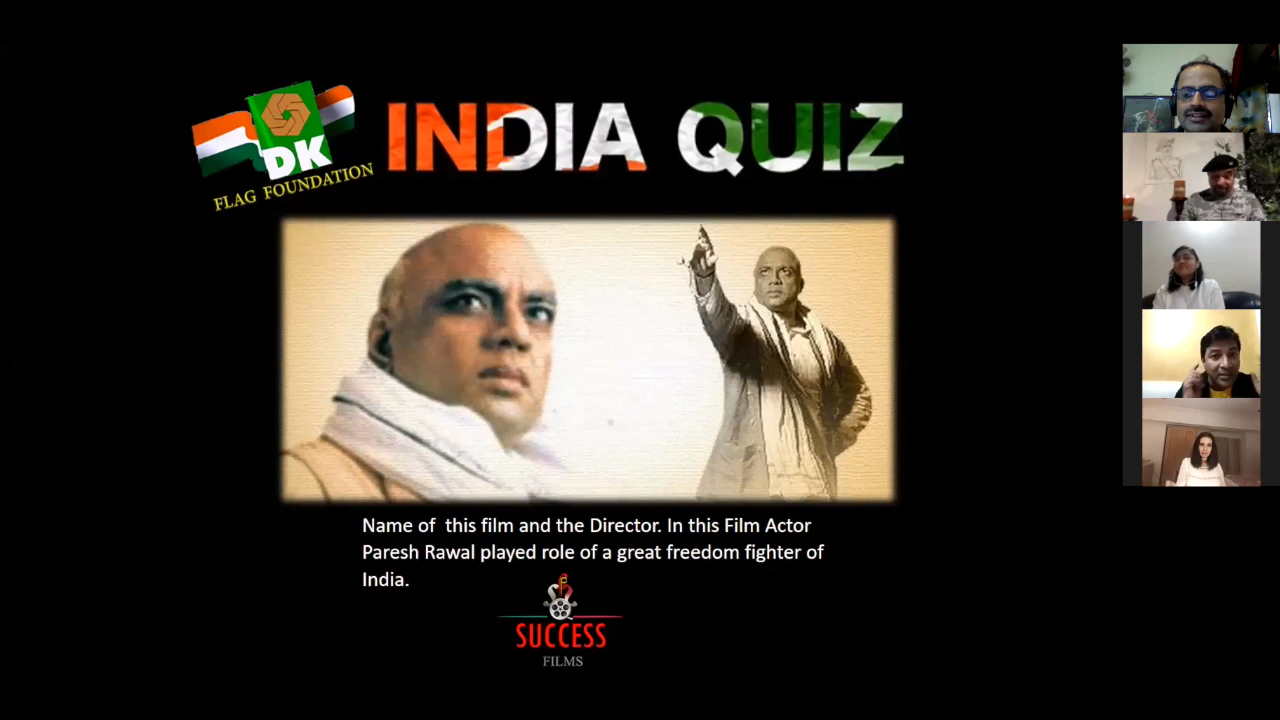 DK
FLAG FOUNDATION
INDIA QUIZ
Name of this film and the Director. In this Film Actor
Paresh Rawal played role of a great freedom fighter of
India.
SUCCESS
FILMS